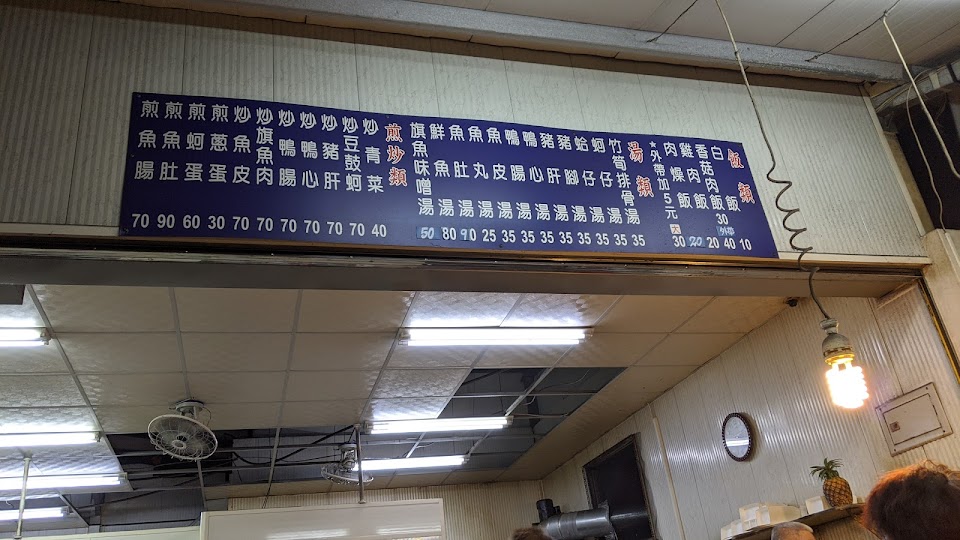 飯類
白飯 10
香菇肉飯 30 外帶 40
雞肉飯 20
肉燥飯 20 大 30
★外帶加5元
湯類
竹筍排骨湯 35
蚵仔湯 35
蛤仔湯 35
豬腳湯 35
豬肝湯 35
鴨心湯 35
鴨腸湯 35
魚皮湯 35
魚丸湯 25
魚肚湯 90
鮮魚湯 80
旗魚味噌湯 50
煎炒類
炒青菜 40
炒豆鼓蚵 70
炒豬肝 70
炒鴨心 70
炒鴨腸 70
炒旗魚肉 70
炒魚皮 70
煎蔥蛋 30
煎蚵蛋 60
煎魚肚 90
煎魚腸 70